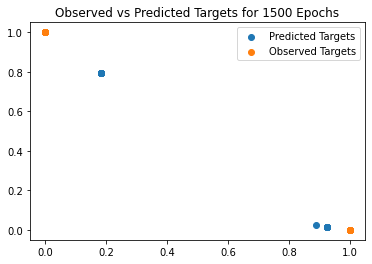 Observed vs Predicted Targets for 1500 Epochs
Predicted Targets
Observed Targets
1.0
0.8
0.6
0.4
0.2
0.0
0.0 0.2 0.4 0.6 0.8 1.0